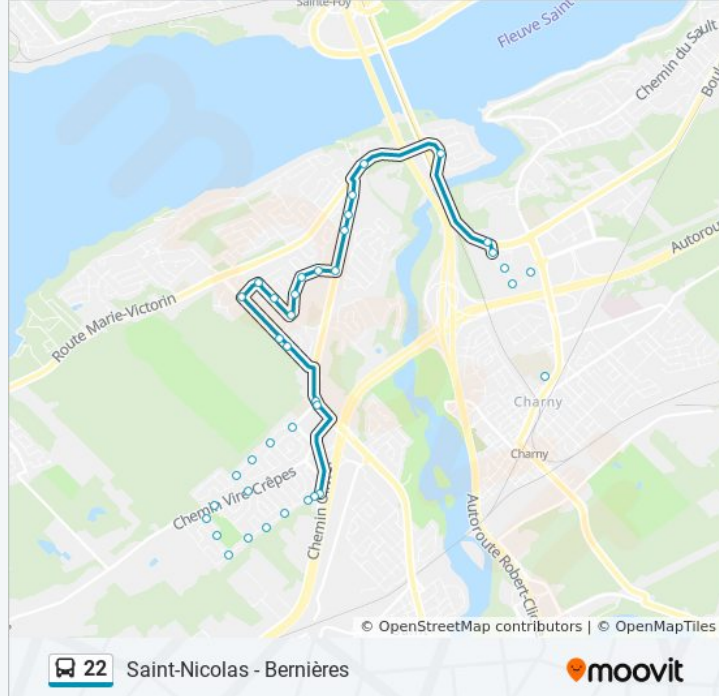 Sainte-Foy
Fleuve Saint
Chemin du Sault
Boul
Autorou
Route Marie-Victorin
Charny
Charny
Chemin Vire-Crêpes
Chemin
Autoroute Robert-Cli
© OpenStreetMap contributors | © OpenMapTiles
22 Saint-Nicolas - Bernières
moovit